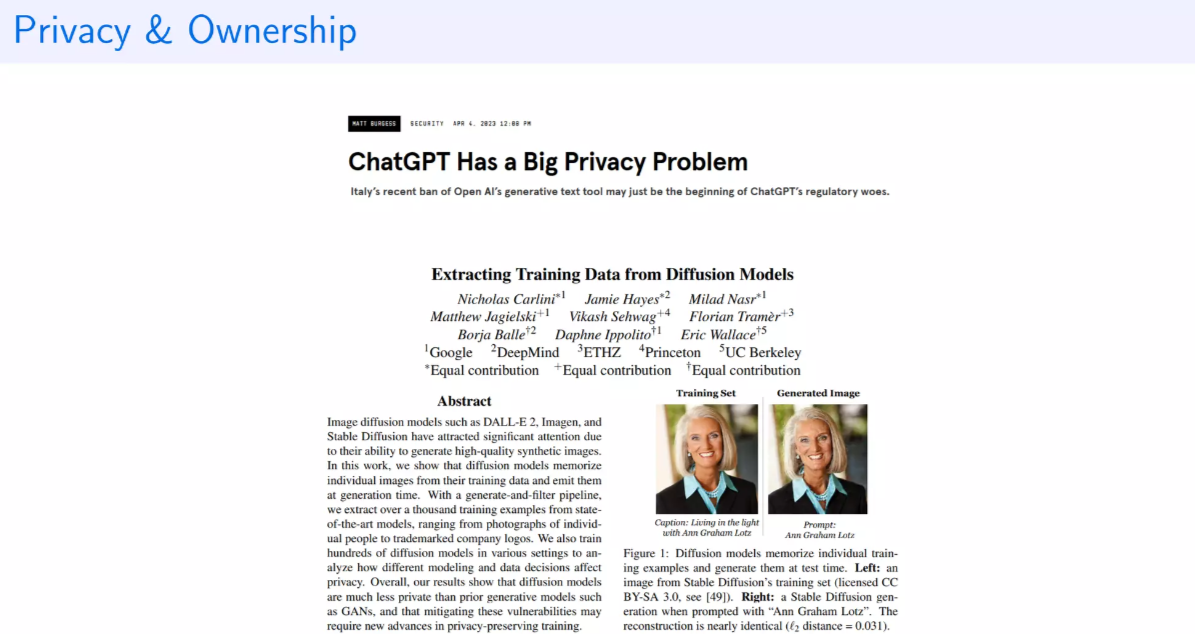 Privacy & Ownership
MATT BURGESS SECURITY APR 4, 2023 12:00 PM
ChatGPT Has a Big Privacy Problem
Italy's recent ban of Open AI's generative text tool may just be the beginning of ChatGPT's regulatory woes.
Extracting Training Data from Diffusion Models
Nicholas Carlini*1 Jamie Hayes*2 Milad Nasr*1
Matthew Jagielski+1 Vikash Sehwag+4 Florian Tramèr+3
Borja Balle†2 Daphne Ippolito†1 Eric Wallace†5
1Google 2DeepMind 3ETHZ 4Princeton 5UC Berkeley
*Equal contribution +Equal contribution †Equal contribution
Abstract
Image diffusion models such as DALL-E 2, Imagen, and
Stable Diffusion have attracted significant attention due
to their ability to generate high-quality synthetic images.
In this work, we show that diffusion models memorize
individual images from their training data and emit them
at generation time. With a generate-and-filter pipeline,
we extract over a thousand training examples from state-
of-the-art models, ranging from photographs of individ-
ual people to trademarked company logos. We also train
hundreds of diffusion models in various settings to an-
alyze how different modeling and data decisions affect
privacy. Overall, our results show that diffusion models
are much less private than prior generative models such
as GANs, and that mitigating these vulnerabilities may
require new advances in privacy-preserving training.
Training Set Generated Image
Caption: Living in the light
with Ann Graham Lotz
Prompt:
Ann Graham Lotz
Figure 1: Diffusion models memorize individual train-
ing examples and generate them at test time. Left: an
image from Stable Diffusion's training set (licensed CC
BY-SA 3.0, see [49]). Right: a Stable Diffusion gen-
eration when prompted with "Ann Graham Lotz". The
reconstruction is nearly identical (ℓ2 distance = 0.031).